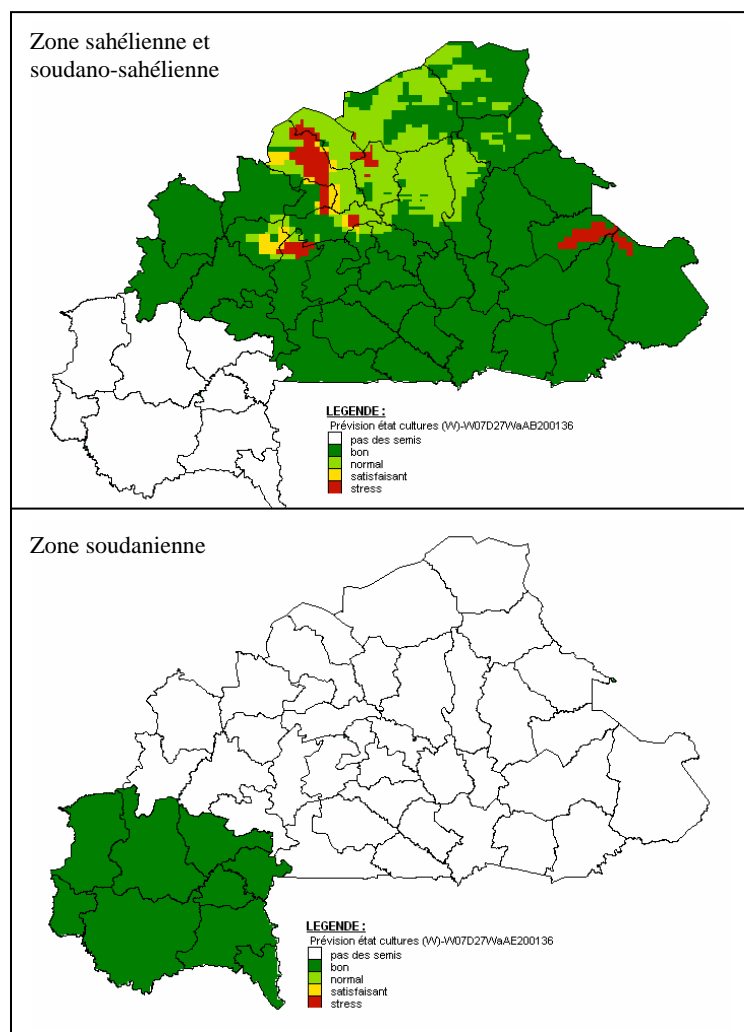 Zone sahélienne et
soudano-sahélienne
LEGENDE :
Prévision état cultures (W)-W07D27WaAB200136
pas des semis
bon
normal
satisfaisant
stress
Zone soudanienne
LEGENDE :
Prévision état cultures (W)-W07D27WaAE200136
pas des semis
bon
normal
satisfaisant
stress